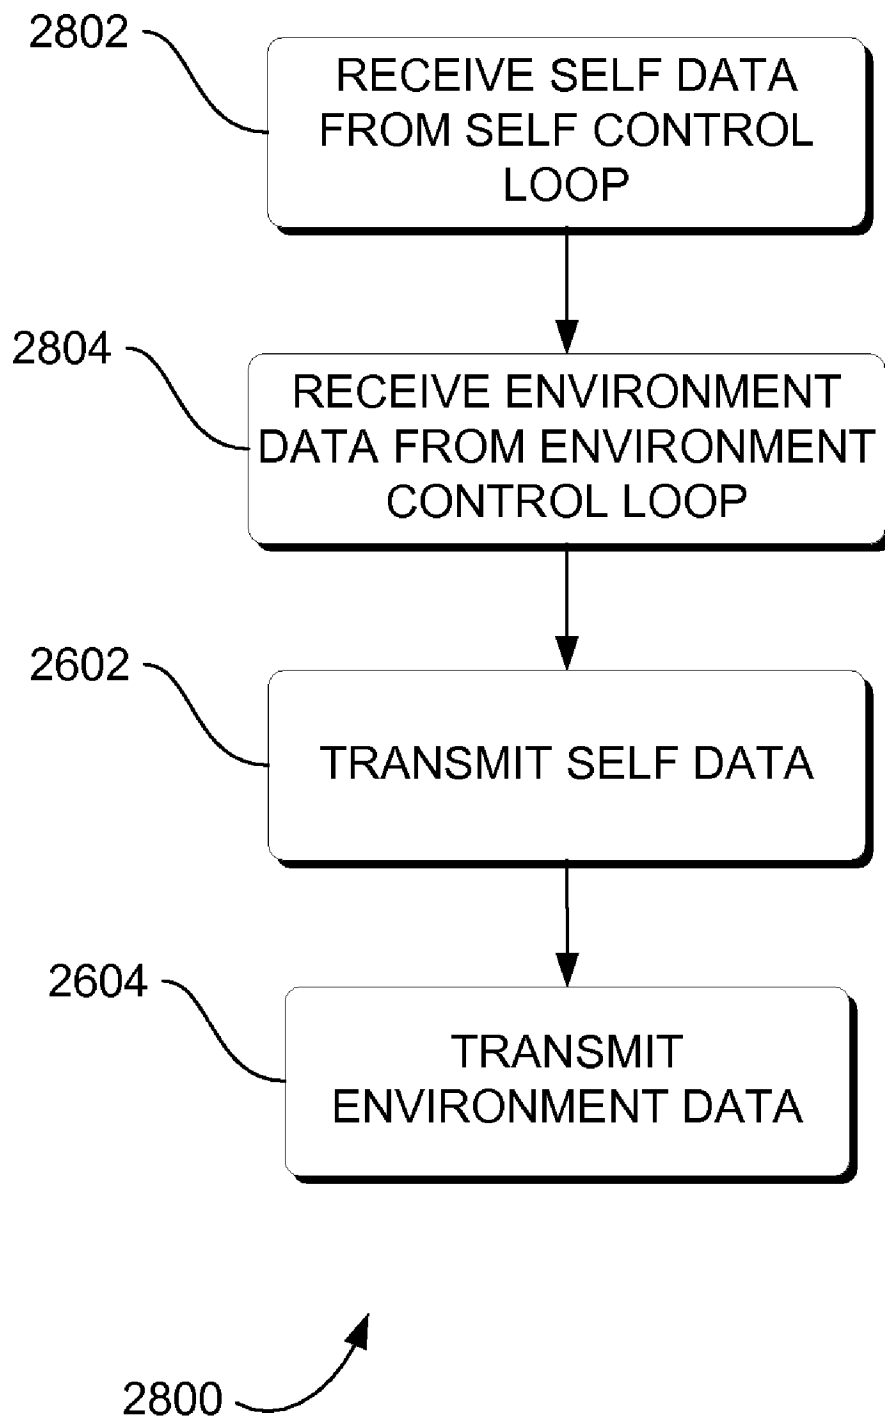 2802
RECEIVE SELF DATA
FROM SELF CONTROL
LOOP
2804
RECEIVE ENVIRONMENT
DATA FROM ENVIRONMENT
CONTROL LOOP
2602
TRANSMIT SELF DATA
2604
TRANSMIT
ENVIRONMENT DATA
2800